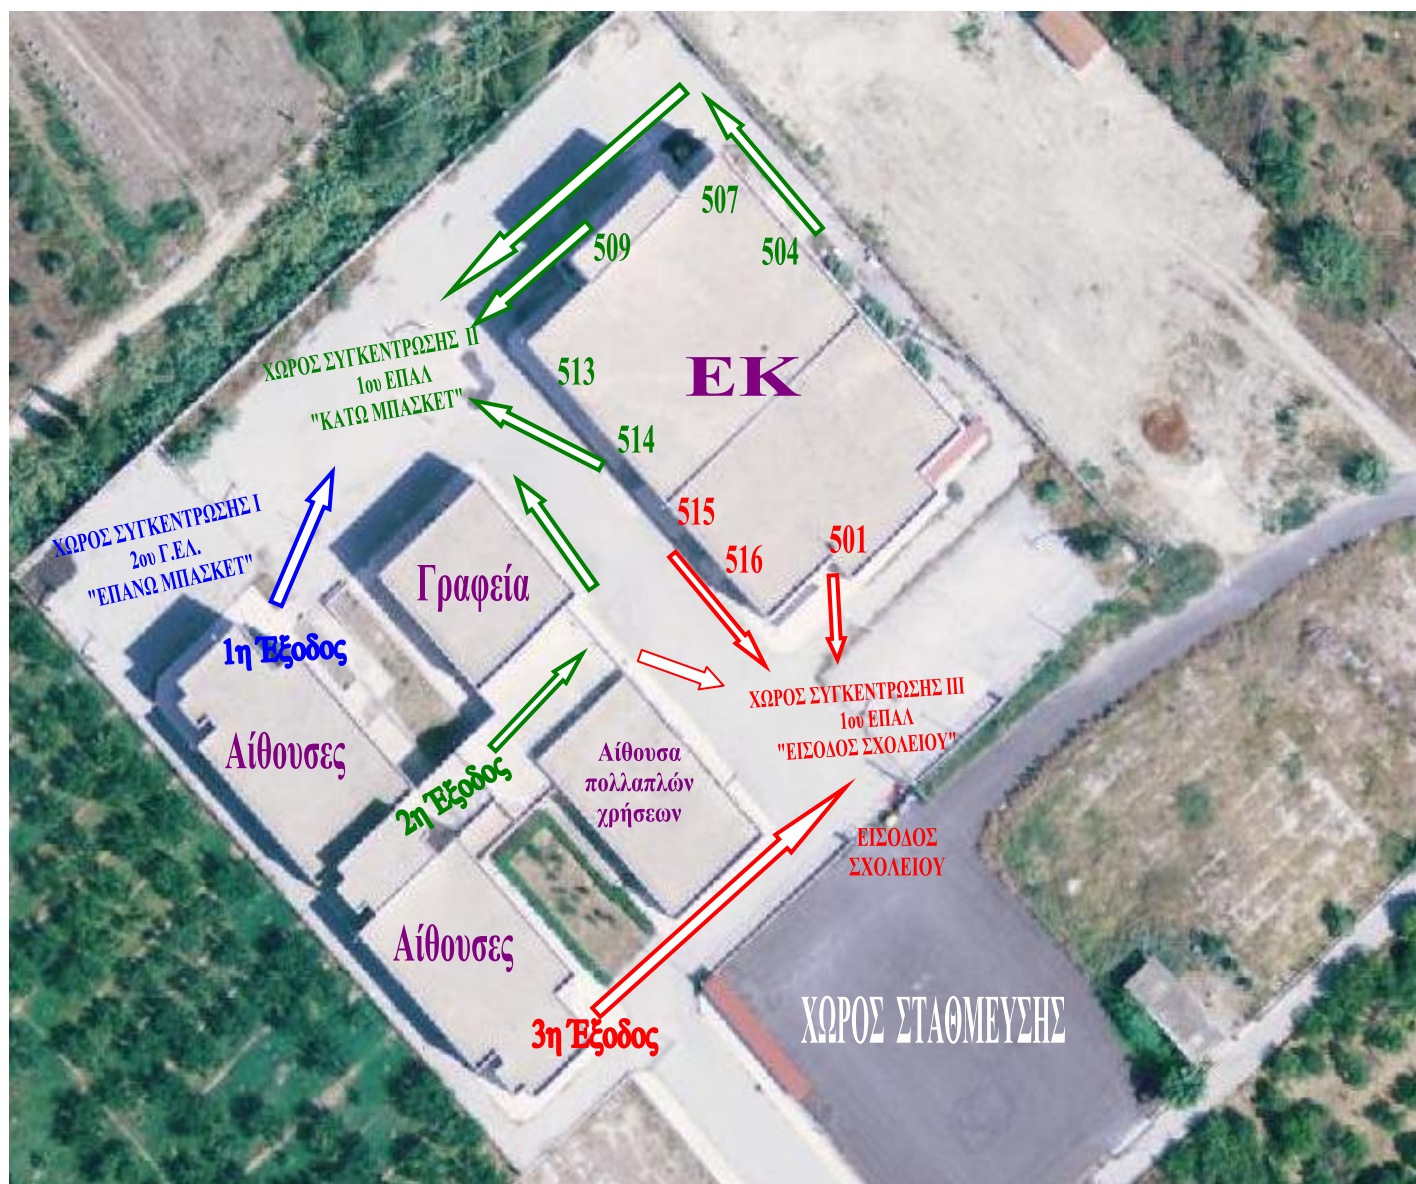 507
509
504
ΧΩΡΟΣ ΣΥΓΚΕΝΤΡΩΣΗΣ ΙΙ
1ου ΕΠΑΛ
"ΚΑΤΩ ΜΠΑΣΚΕΤ"
513
ΕΚ
514
ΧΩΡΟΣ ΣΥΓΚΕΝΤΡΩΣΗΣ Ι
2ου Γ.ΕΛ.
"ΕΠΑΝΩ ΜΠΑΣΚΕΤ"
515
516
501
Γραφεία
1η Έξοδος
ΧΩΡΟΣ ΣΥΓΚΕΝΤΡΩΣΗΣ ΙΙΙ
1ου ΕΠΑΛ
"ΕΙΣΟΔΟΣ ΣΧΟΛΕΙΟΥ"
Αίθουσες
2η Έξοδος
Αίθουσα
πολλαπλών
χρήσεων
ΕΙΣΟΔΟΣ
ΣΧΟΛΕΙΟΥ
Αίθουσες
3η Έξοδος
ΧΩΡΟΣ ΣΤΑΘΜΕΥΣΗΣ